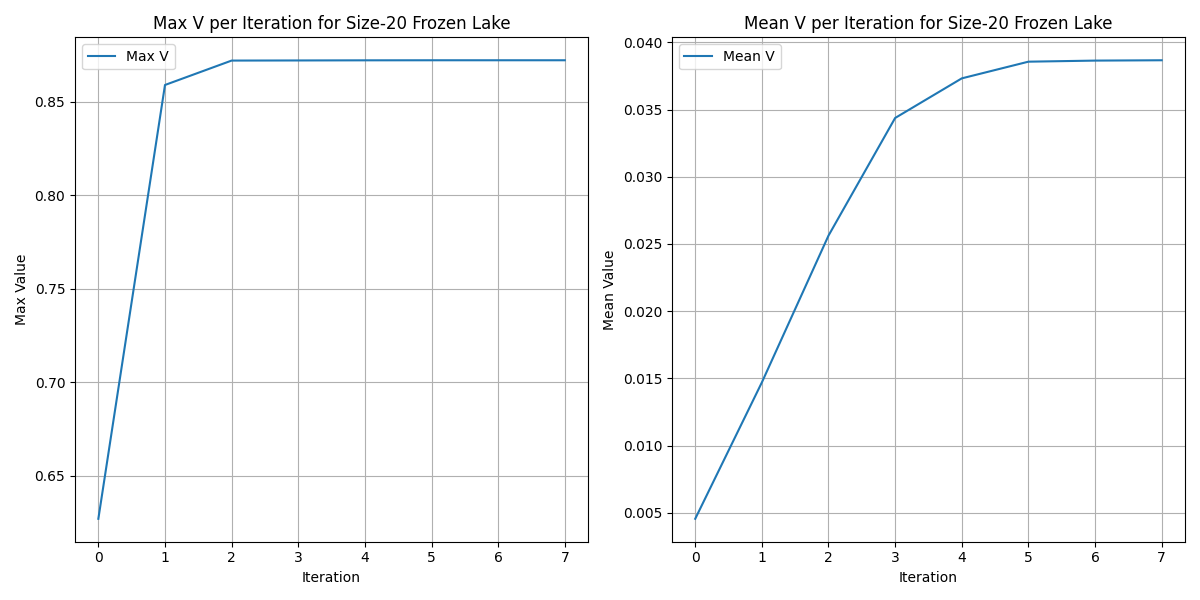 Max V per Iteration for Size-20 Frozen Lake
Max V
Max Value
0.85
0.80
0.75
0.70
0.65
0 1 2 3 4 5 6 7
Iteration
Mean V per Iteration for Size-20 Frozen Lake
Mean V
Mean Value
0.040
0.035
0.030
0.025
0.020
0.015
0.010
0.005
0 1 2 3 4 5 6 7
Iteration